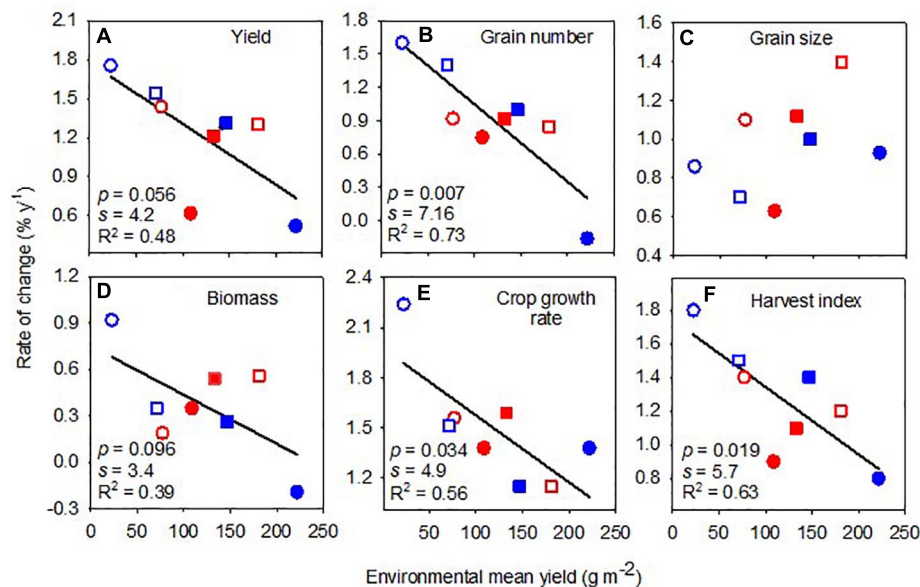 A Yield
2.1
1.8
1.5
1.2
0.9
0.6
p = 0.056
s = 4.2
R2 = 0.48
B Grain number
1.8
1.5
1.2
0.9
0.6
0.3
0.0
p = 0.007
s = 7.16
R2 = 0.73
C Grain size
1.6
1.4
1.2
1.0
0.8
0.6
0.4
Rate of change (% y-1)
D Biomass
1.2
0.9
0.6
0.3
0.0
-0.3
p = 0.096
s = 3.4
R2 = 0.39
0 50 100 150 200 250
E Crop growth
rate
2.4
2.1
1.8
1.5
1.2
p = 0.034
s = 4.9
R2 = 0.56
50 100 150 200 250
F Harvest index
1.8
1.6
1.4
1.2
1.0
0.8
p = 0.019
s = 5.7
R2 = 0.63
0 50 100 150 200 250
Environmental mean yield (g m-2)